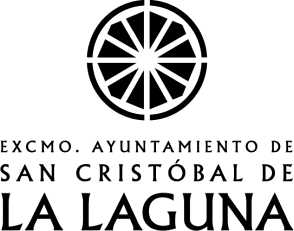 EXCMO. AYUNTAMIENTO DE
SAN CRISTÓBAL DE
LA LAGUNA